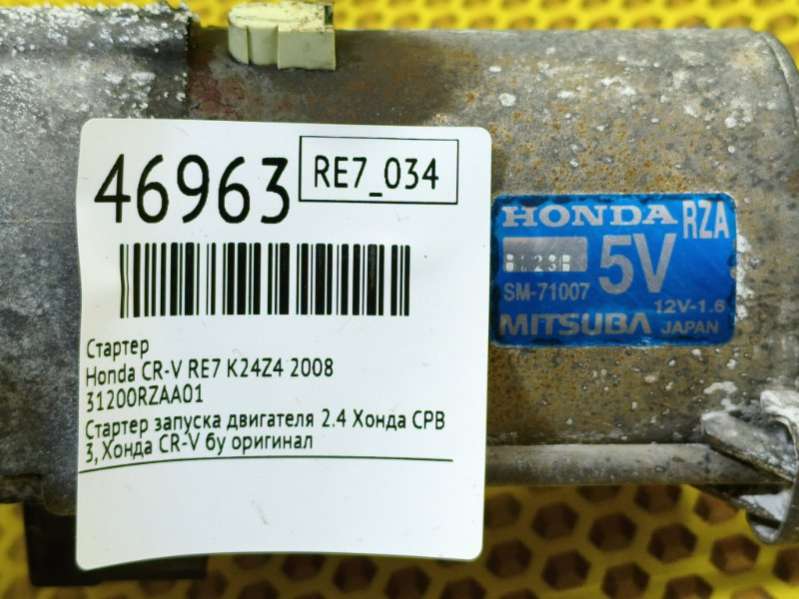 46963
RE7_034
Стартер
Honda CR-V RE7 K24Z4 2008
31200RZAA01
Стартер запуска двигателя 2.4 Хонда СРВ
3, Хонда CR-V бу оригинал
HONDA RZA
5V
SM-71007
12V-1.6
MITSUBA JAPAN